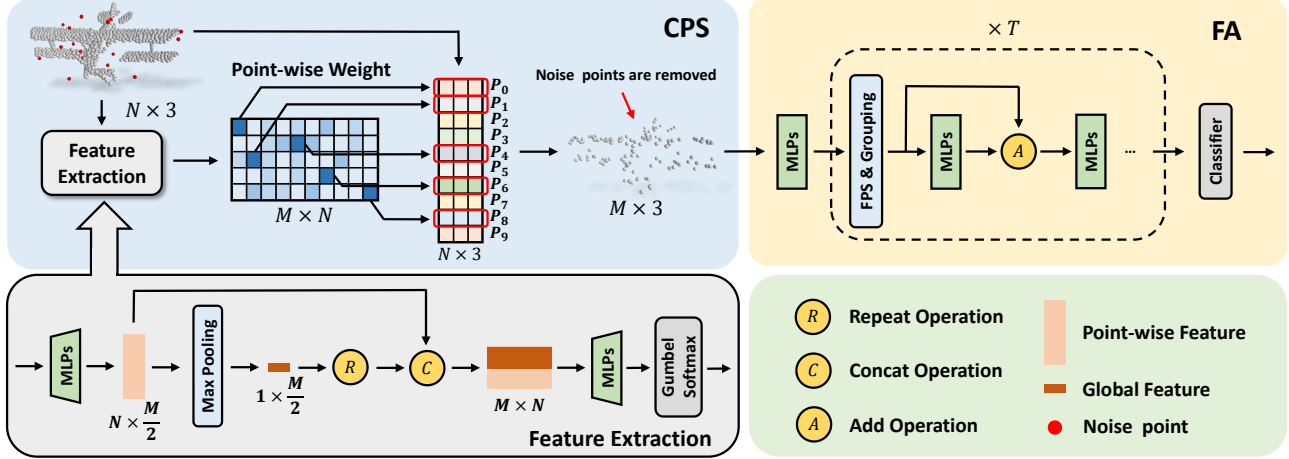 CPS
N × 3
Feature
Extraction
Point-wise Weight
M × N
P0
P1
P2
P3
P4
P5
P6
P7
P8
P9
N × 3
Noise points are removed
M × 3
FA
× T
MLPs
FPS & Grouping
MLPs
A
MLPs
...
Classifier
MLPs
N × M/2
Max Pooling
1 × M/2
R
C
M × N
MLPs
Gumbel
Softmax
Feature Extraction
R Repeat Operation
C Concat Operation
A Add Operation
Point-wise Feature
Global Feature
Noise point